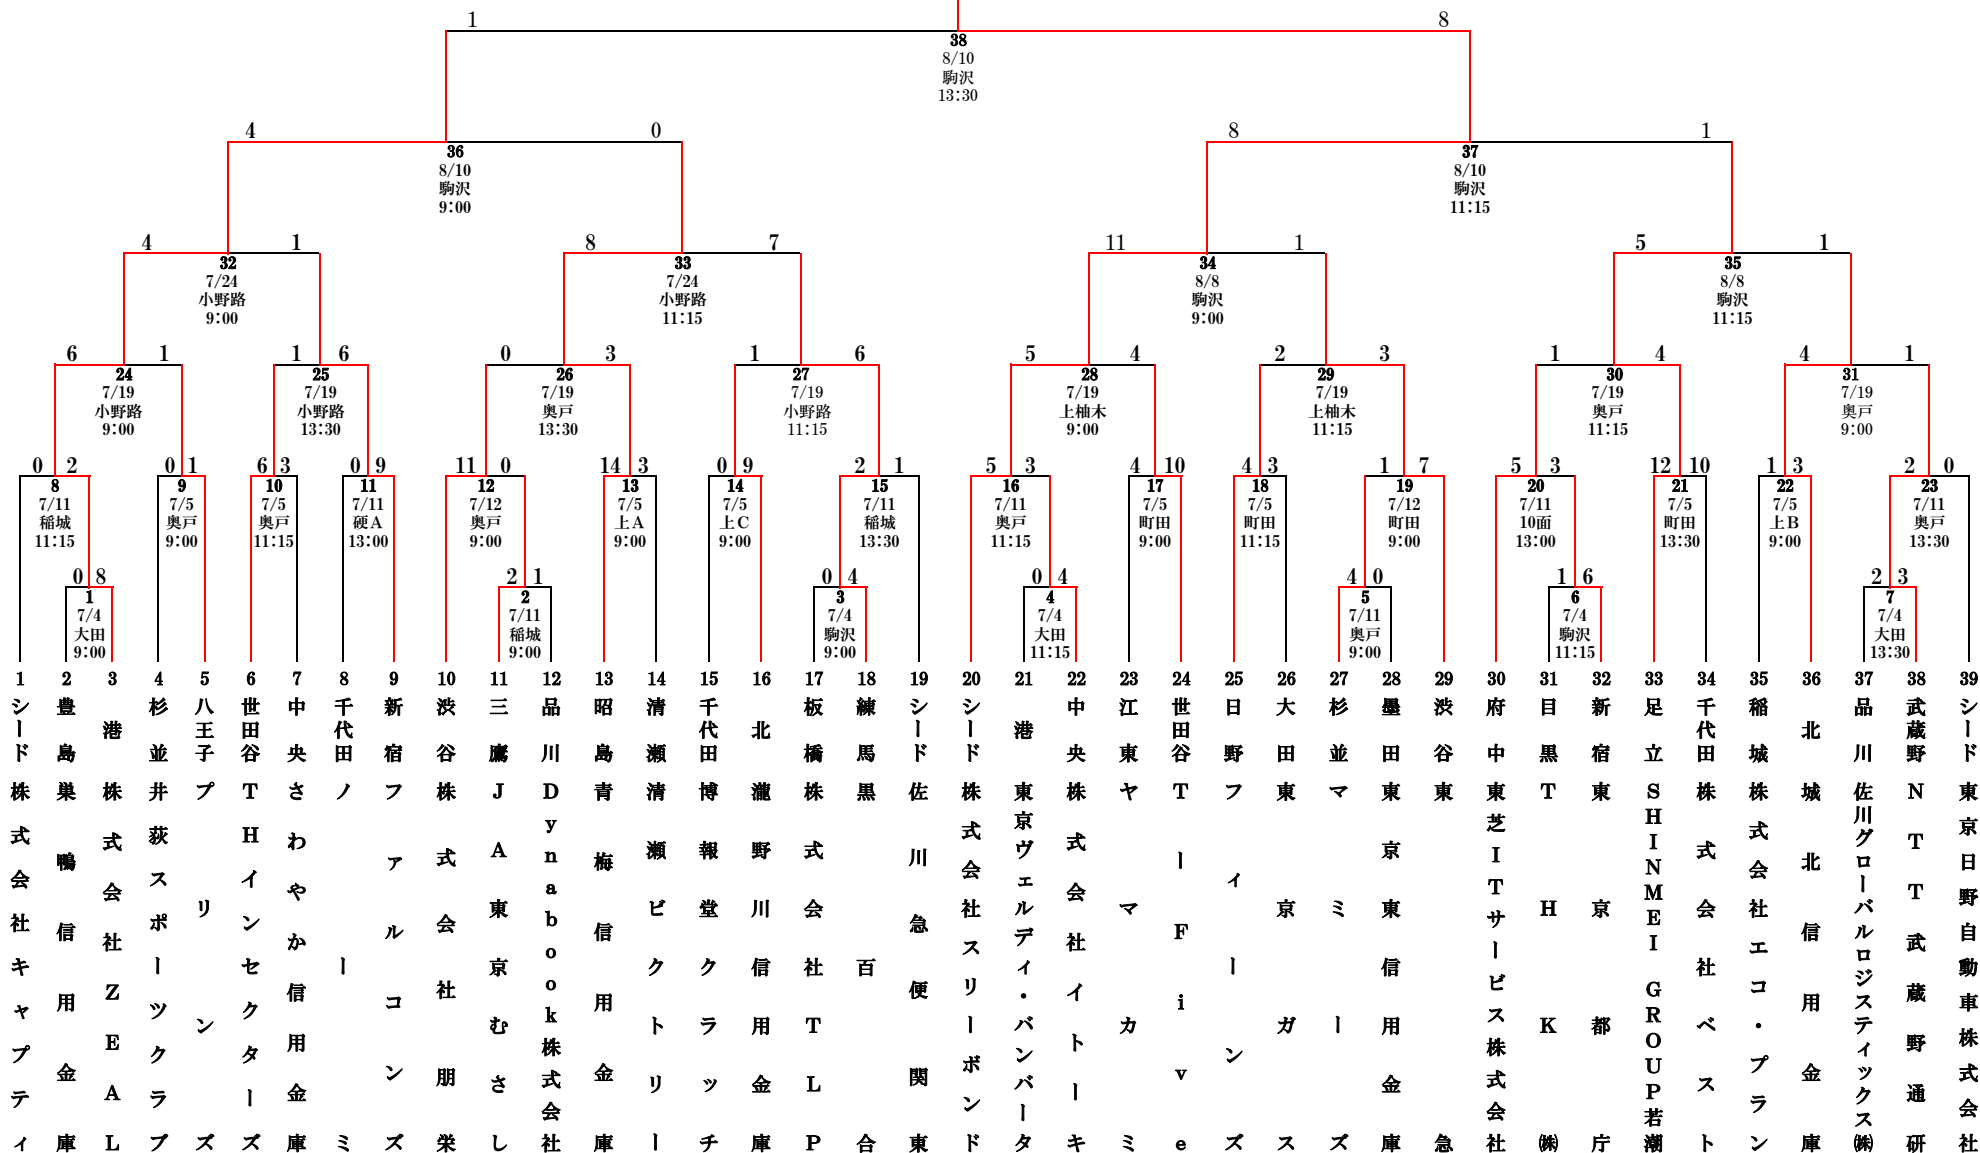 1 8
38
8/10
駒沢
13:30
4 0 8 1
36 37
8/10 8/10
駒沢 駒沢
9:00 11:15
4 1 8 7 11 1 5 1
32 33 34 35
7/24 7/24 8/8 8/8
小野路 小野路 駒沢 駒沢
9:00 11:15 9:00 11:15
6 1 1 6 0 3 1 6 5 4 2 3 1 4 4 1
24 25 26 27 28 29 30 31
7/19 7/19 7/19 7/19 7/19 7/19 7/19 7/19
小野路 小野路 奥戸 小野路 上柚木 上柚木 奥戸 奥戸
9:00 13:30 13:30 11:15 9:00 11:15 11:15 9:00
0 2 0 1 6 3 0 9 11 0 14 3 0 9 2 1 5 3 4 10 4 3 1 7 5 3 12 10 1 3 2 0
8 9 10 11 12 13 14 15 16 17 18 19 20 21 22 23
7/11 7/5 7/5 7/11 7/12 7/5 7/5 7/11 7/11 7/5 7/5 7/12 7/11 7/5 7/5 7/11
稲城 奥戸 奥戸 硬A 奥戸 上A 上C 稲城 奥戸 町田 町田 町田 10面 町田 上B 奥戸
11:15 9:00 11:15 13:00 9:00 9:00 9:00 13:30 11:15 9:00 11:15 9:00 13:00 13:30 9:00 13:30
0 8 2 1 0 4 0 4 4 0 1 6 2 3
1 2 3 4 5 6 7
7/4 7/11 7/4 7/4 7/11 7/4 7/4
大田 稲城 駒沢 大田 奥戸 駒沢 大田
9:00 9:00 9:00 11:15 9:00 11:15 13:30
1 シード 株式会社キャプティ
2 豊島 巣鴨信用金庫
3 港 株式会社ZEAL
4 杉並 井荻スポーツクラブ
5 八王子 プリンズ
6 世田谷 THインセクターズ
7 中央 さわやか信用金庫
8 千代田 ノーミ
9 新宿 ファルコンズ
10 渋谷 株式会社朋栄
11 三鷹 JA東京むさし
12 品川 Dynabook株式会社
13 昭島 青梅信用金庫
14 清瀬 清瀬ビクトリー
15 千代田 博報堂クラッチ
16 北 瀧野川信用金庫
17 板橋 株式会社TLP
18 練馬 黒百合
19 シード 佐川急便関東
20 シード 株式会社スリーボンド
21 港 東京ヴェルディ・バンバータ
22 中央 株式会社イトーキ
23 江東 ヤマカミ
24 世田谷 TーFive
25 日野 フィーンズ
26 大田 東京ガス
27 杉並 マミーズ
28 墨田 東京東信用金庫
29 渋谷 東急
30 府中 東芝ITサービス株式会社
31 目黒 THK㈱
32 新宿 東京都庁
33 足立 SHINMEI GROUP若潮
34 千代田 株式会社ベスト
35 稲城 株式会社エコ・プラン
36 北 城北信用金庫
37 品川 佐川グローバルロジスティックス㈱
38 武蔵野 NTT武蔵野通研
39 シード 東京日野自動車株式会社